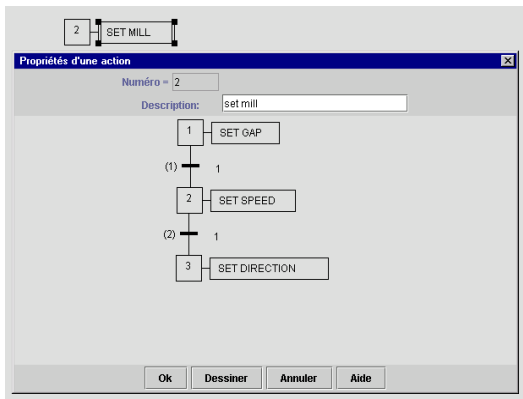 2 SET MILL
Propriétés d'une action
Numéro = 2
Description: set mill
1 SET GAP
(1) 1
2 SET SPEED
(2) 1
3 SET DIRECTION
Ok Dessiner Annuler Aide